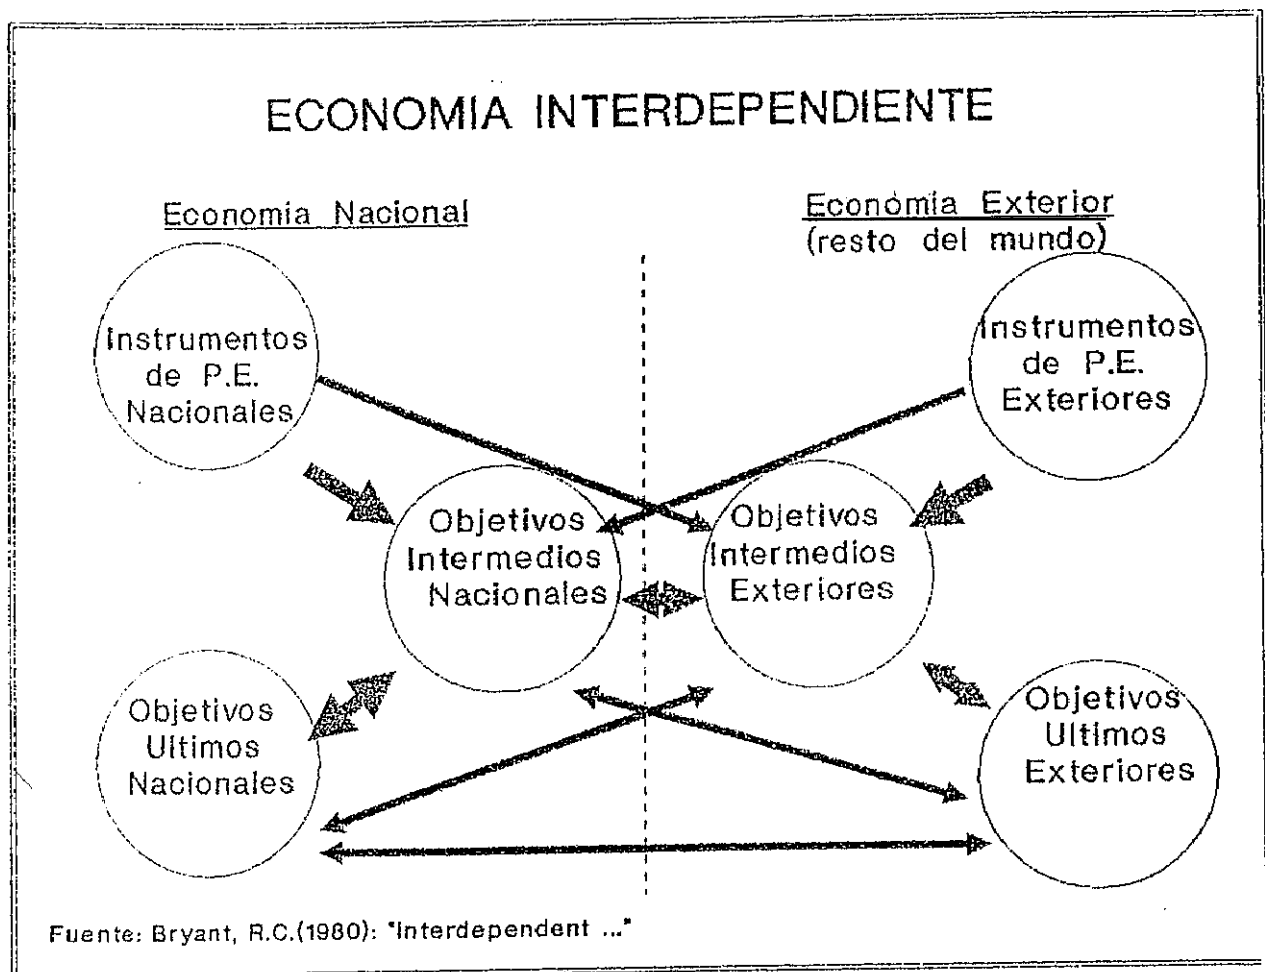 ECONOMIA INTERDEPENDIENTE
Economia Nacional
Económia Exterior
(resto del mundo)
Instrumentos
de P.E.
Nacionales
Instrumentos
de P.E.
Exteriores
Objetivos
Intermedios
Nacionales
Objetivos
Intermedios
Exteriores
Objetivos
Ultimos
Nacionales
Objetivos
Ultimos
Exteriores
Fuente: Bryant, R.C.(1980): "Interdependent ..."